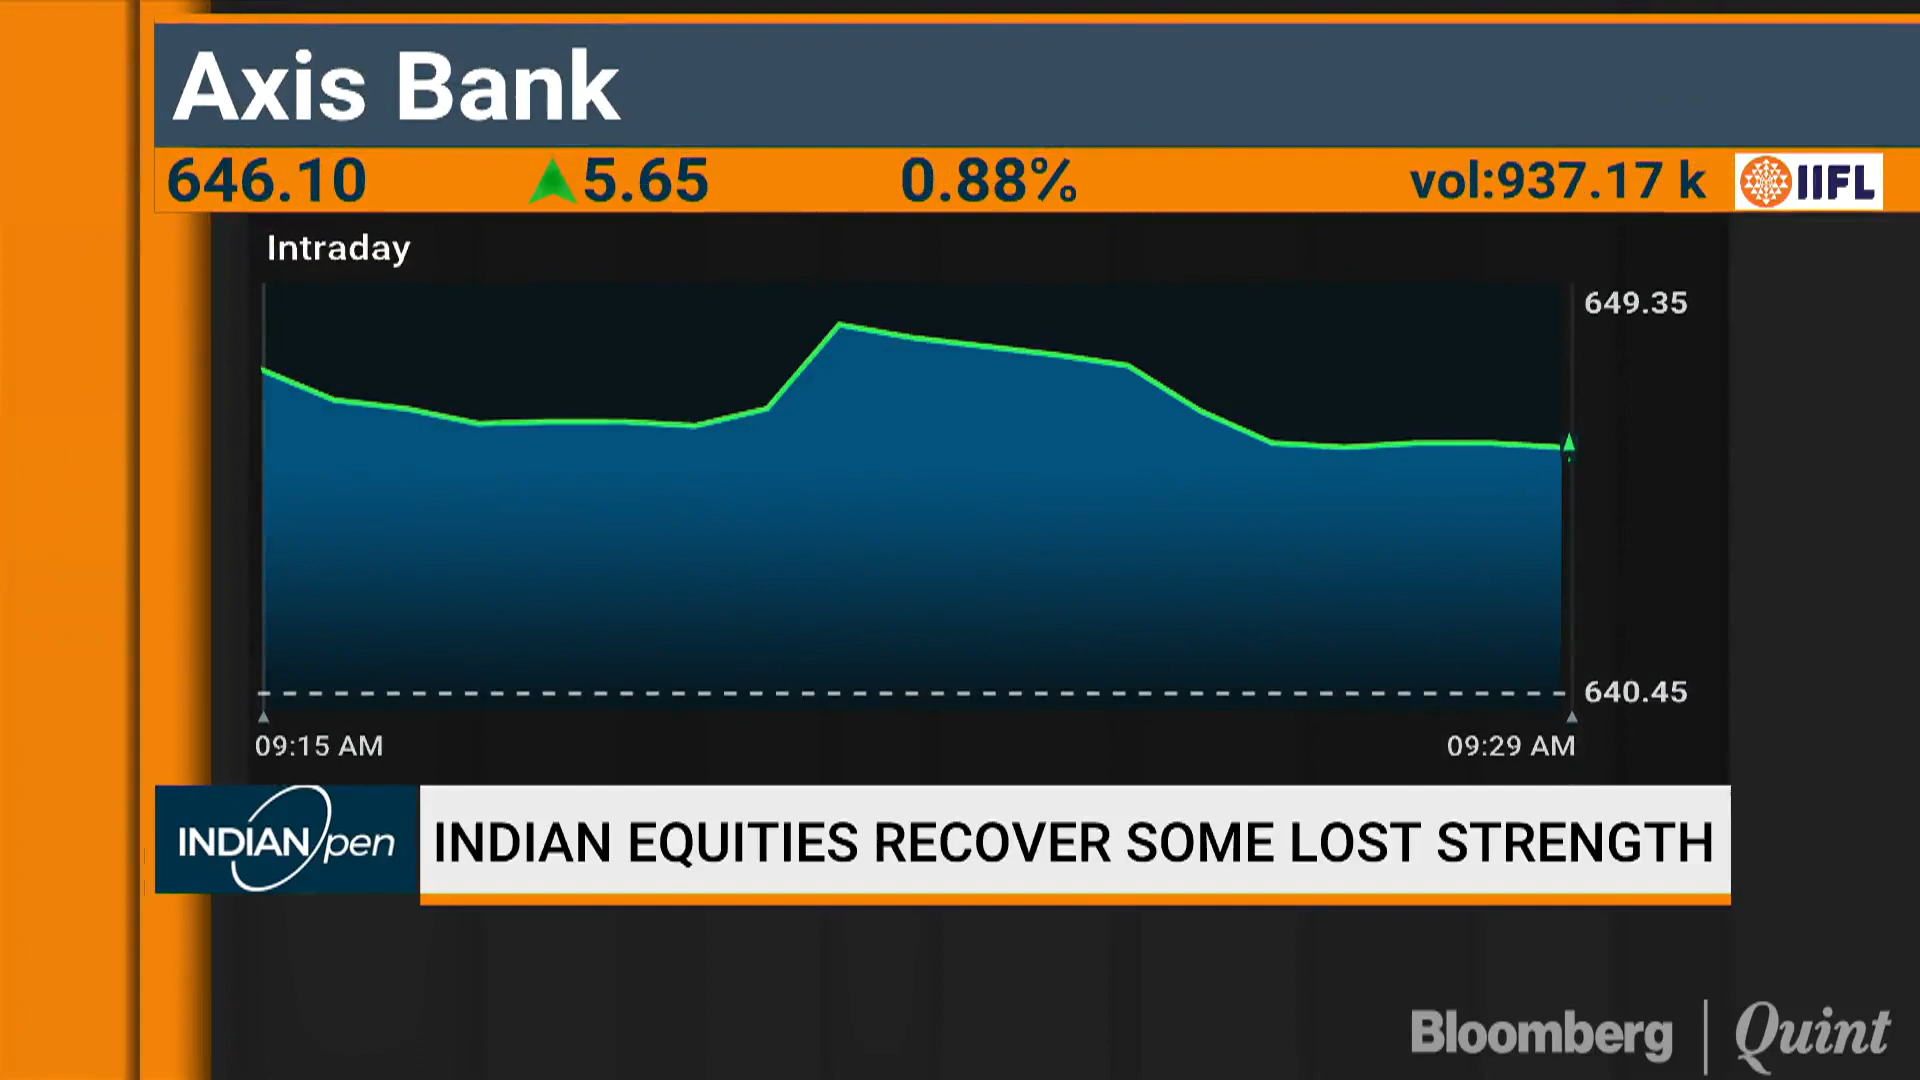 Axis Bank
646.10 ▲5.65 0.88% vol:937.17 k IIFL
Intraday
649.35
640.45
09:15 AM 09:29 AM
INDIAN Open INDIAN EQUITIES RECOVER SOME LOST STRENGTH
Bloomberg | Quint